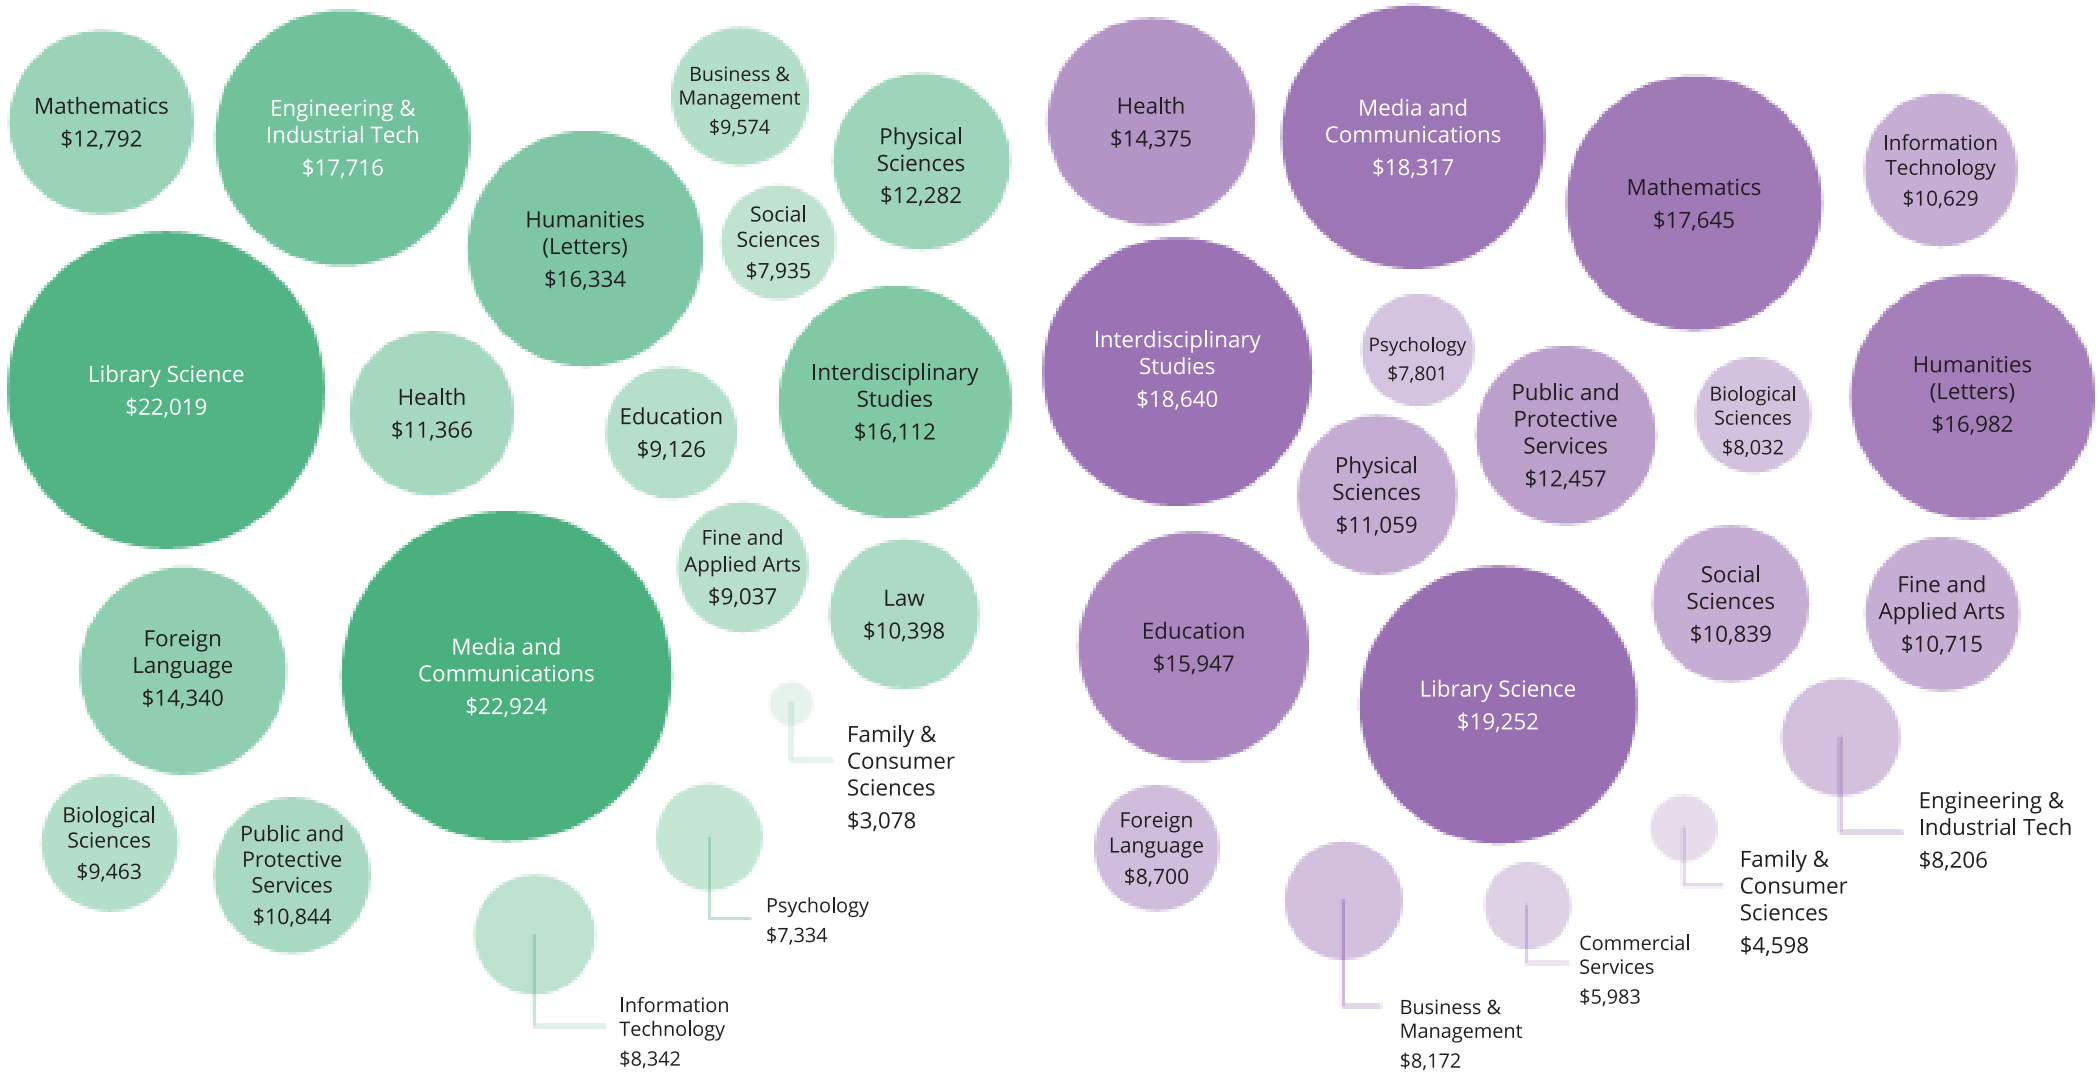 Mathematics
$12,792
Engineering &
Industrial Tech
$17,716
Business &
Management
$9,574
Physical
Sciences
$12,282
Humanities
(Letters)
$16,334
Social
Sciences
$7,935
Library Science
$22,019
Health
$11,366
Education
$9,126
Interdisciplinary
Studies
$16,112
Fine and
Applied Arts
$9,037
Law
$10,398
Foreign
Language
$14,340
Media and
Communications
$22,924
Family &
Consumer
Sciences
$3,078
Biological
Sciences
$9,463
Public and
Protective
Services
$10,844
Psychology
$7,334
Information
Technology
$8,342
Health
$14,375
Media and
Communications
$18,317
Mathematics
$17,645
Information
Technology
$10,629
Interdisciplinary
Studies
$18,640
Psychology
$7,801
Public and
Protective
Services
$12,457
Biological
Sciences
$8,032
Humanities
(Letters)
$16,982
Physical
Sciences
$11,059
Education
$15,947
Library Science
$19,252
Social
Sciences
$10,839
Fine and
Applied Arts
$10,715
Foreign
Language
$8,700
Engineering &
Industrial Tech
$8,206
Family &
Consumer
Sciences
$4,598
Commercial
Services
$5,983
Business &
Management
$8,172